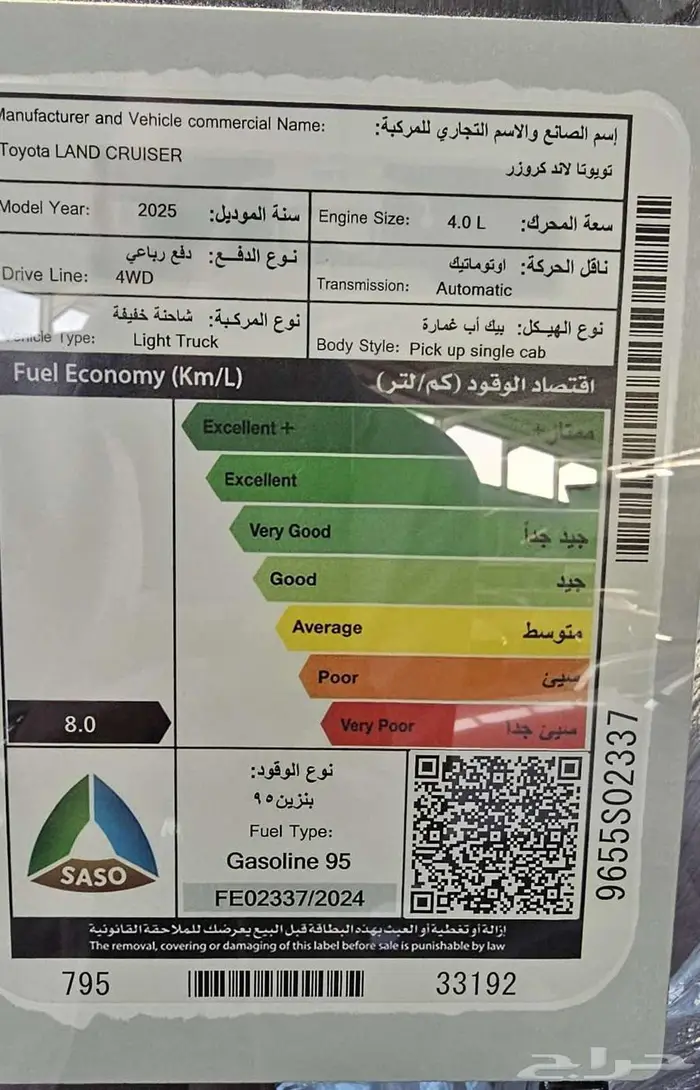 Manufacturer and Vehicle commercial Name: إسم الصانع والاسم التجاري للمركبة:
Toyota LAND CRUISER تويوتا لاند كروزر
Model Year: 2025 سنة الموديل:
Engine Size: 4.0 L سعة المحرك:
نوع الدفع: دفع رباعي
Drive Line: 4WD
ناقل الحركة: اوتوماتيك
Transmission: Automatic
نوع المركبة: شاحنة خفيفة
Vehicle Type: Light Truck
نوع الهيكل: بيك أب غمارة
Body Style: Pick up single cab
Fuel Economy (Km/L) اقتصاد الوقود (كم/لتر)
Excellent + ممتاز+
Excellent
Very Good جيد جداً
Good جيد
Average متوسط
Poor سيئ
Very Poor سيئ جداً
8.0
SASO
نوع الوقود:
بنزين ٩٥
Fuel Type:
Gasoline 95
FE02337/2024
9655S02337
إزالة أو تغطية أو العبث بهذه البطاقة قبل البيع يعرضك للملاحقة القانونية
The removal, covering or damaging of this label before sale is punishable by law
795 33192
حراج